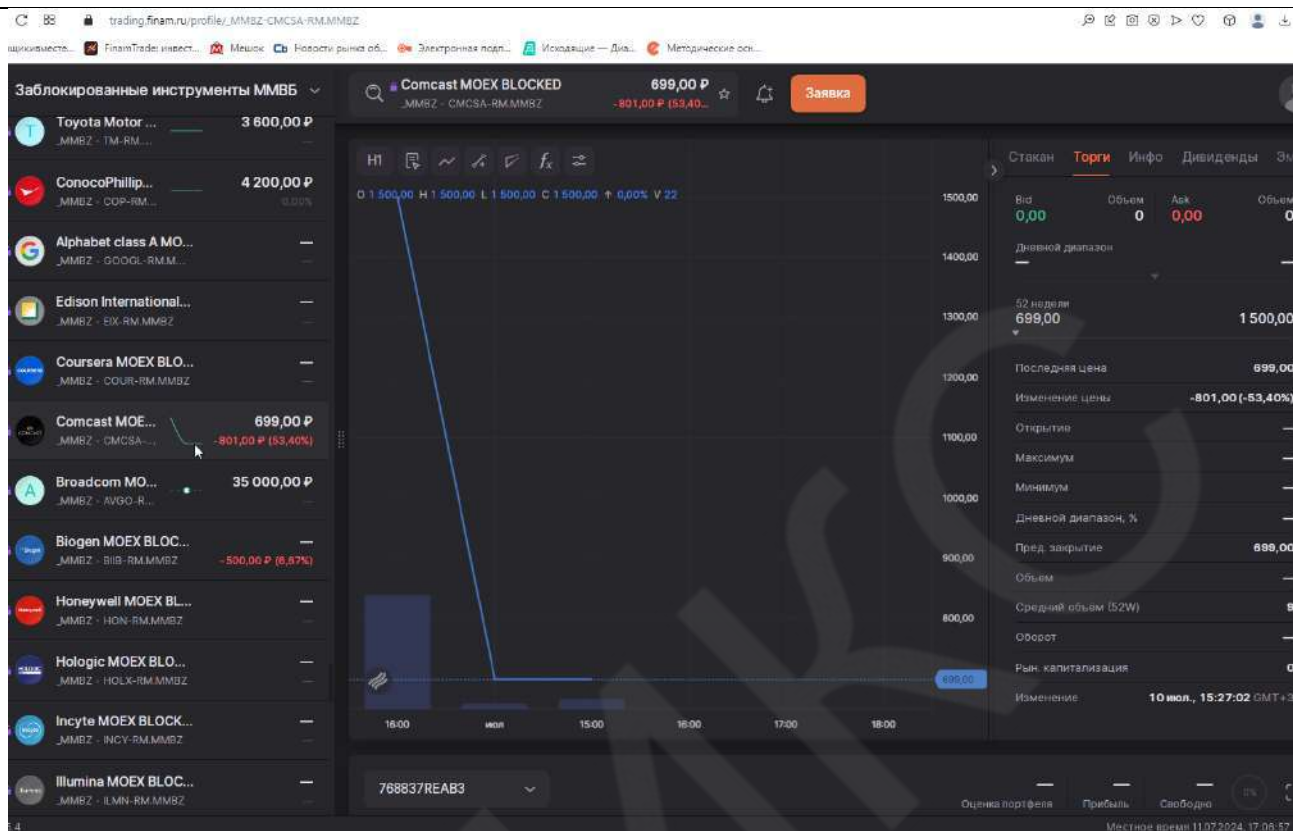 trading.finam.ru/profile/_MMBZ-CMCSA-RM.MMBZ
FinamTrade: инвест... Мешок Новости рынка об... Электронная подп... Исходящие — Диа... Методические осн...
Заблокированные инструменты ММВБ
Comcast MOEX BLOCKED 699,00 ₽
_MMBZ - CMCSA-RM.MMBZ -801,00 ₽ (53,40...
Заявка
Toyota Motor ... 3 600,00 ₽
_MMBZ - TM-RM....
ConocoPhillip... 4 200,00 ₽
_MMBZ - COP-RM... 0,00%
Alphabet class A MO... —
_MMBZ - GOOGL-RM.M...
Edison International... —
_MMBZ - EIX-RM.MMBZ
Coursera MOEX BLO... —
_MMBZ - COUR-RM.MMBZ
Comcast MOE... 699,00 ₽
_MMBZ - CMCSA-... -801,00 ₽ (53,40%)
Broadcom MO... 35 000,00 ₽
_MMBZ - AVGO-R...
Biogen MOEX BLOC... —
_MMBZ - BIIB-RM.MMBZ -500,00 ₽ (6,67%)
Honeywell MOEX BL... —
_MMBZ - HON-RM.MMBZ
Hologic MOEX BLO... —
_MMBZ - HOLX-RM.MMBZ
Incyte MOEX BLOCK... —
_MMBZ - INCY-RM.MMBZ
Illumina MOEX BLOC... —
_MMBZ - ILMN-RM.MMBZ
H1 fx
O 1 500,00 H 1 500,00 L 1 500,00 C 1 500,00 ↑ 0,00% V 22
1500,00
1400,00
1300,00
1200,00
1100,00
1000,00
900,00
800,00
699,00
16:00 июл 15:00 16:00 17:00 18:00
Стакан Торги Инфо Дивиденды
Bid Объем Ask Объем
0,00 0 0,00 0
Дневной диапазон
— —
52 недели
699,00 1 500,00
Последняя цена 699,00
Изменение цены -801,00 (-53,40%)
Открытие —
Максимум —
Минимум —
Дневной диапазон, % —
Пред. закрытие 699,00
Объем —
Средний объем (52W) 9
Оборот —
Рын. капитализация 0
Изменение 10 июл., 15:27:02 GMT+3
768837REAB3
— — — 0%
Оценка портфеля Прибыль Свободно
Местное время 11.07.2024, 17:06:57
МКС